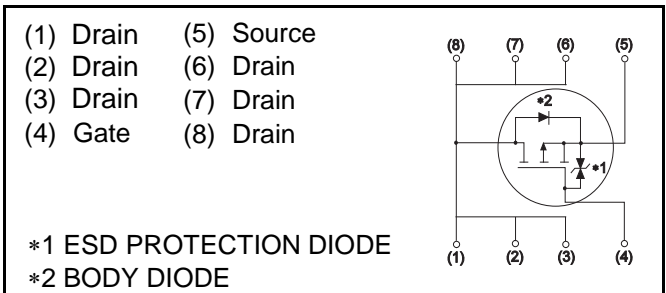 (1) Drain (5) Source
(2) Drain (6) Drain
(3) Drain (7) Drain
(4) Gate (8) Drain
(8) (7) (6) (5)
*2
*1
(1) (2) (3) (4)
*1 ESD PROTECTION DIODE
*2 BODY DIODE